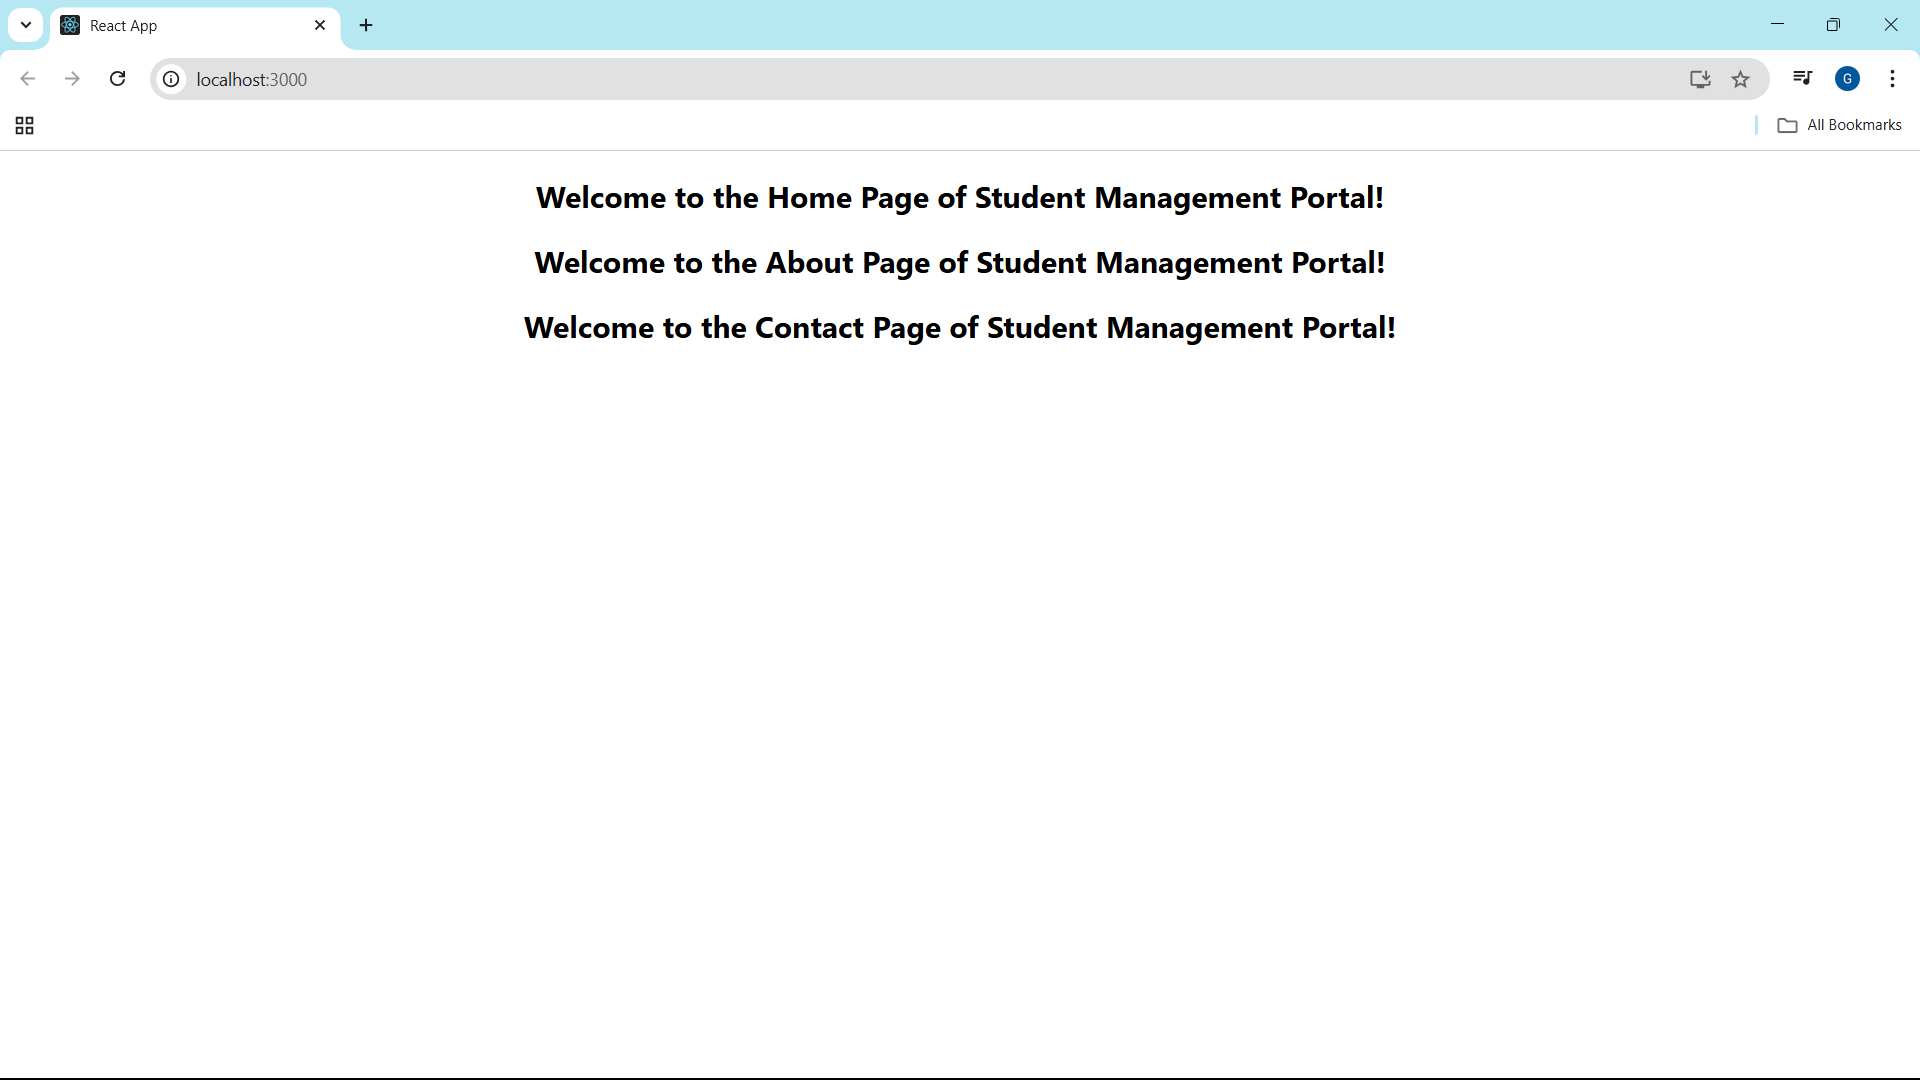 React App
localhost:3000
G
All Bookmarks
Welcome to the Home Page of Student Management Portal!
Welcome to the About Page of Student Management Portal!
Welcome to the Contact Page of Student Management Portal!